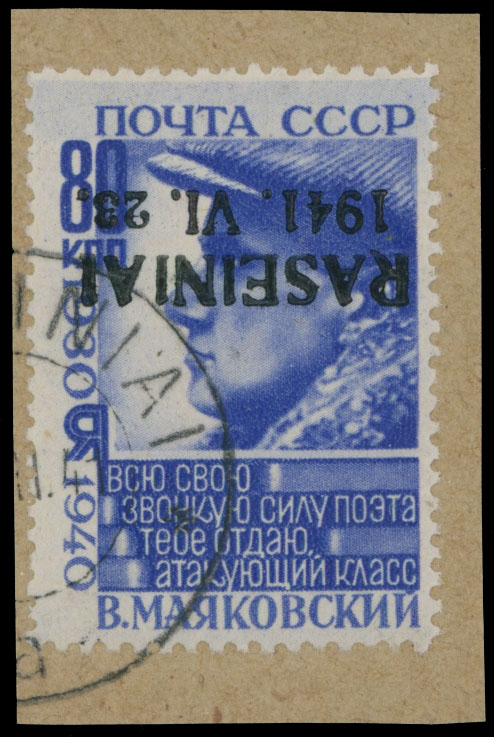 ПОЧТА СССР
80
КОП
1941. VI. 23,
RASEINIAI
1930
1940
INIAI
Я
ВСЮ СВОЮ
ЗВОНКУЮ СИЛУ ПОЭТА
ТЕБЕ ОТДАЮ,
АТАКУЮЩИЙ КЛАСС
В. МАЯКОВСКИЙ